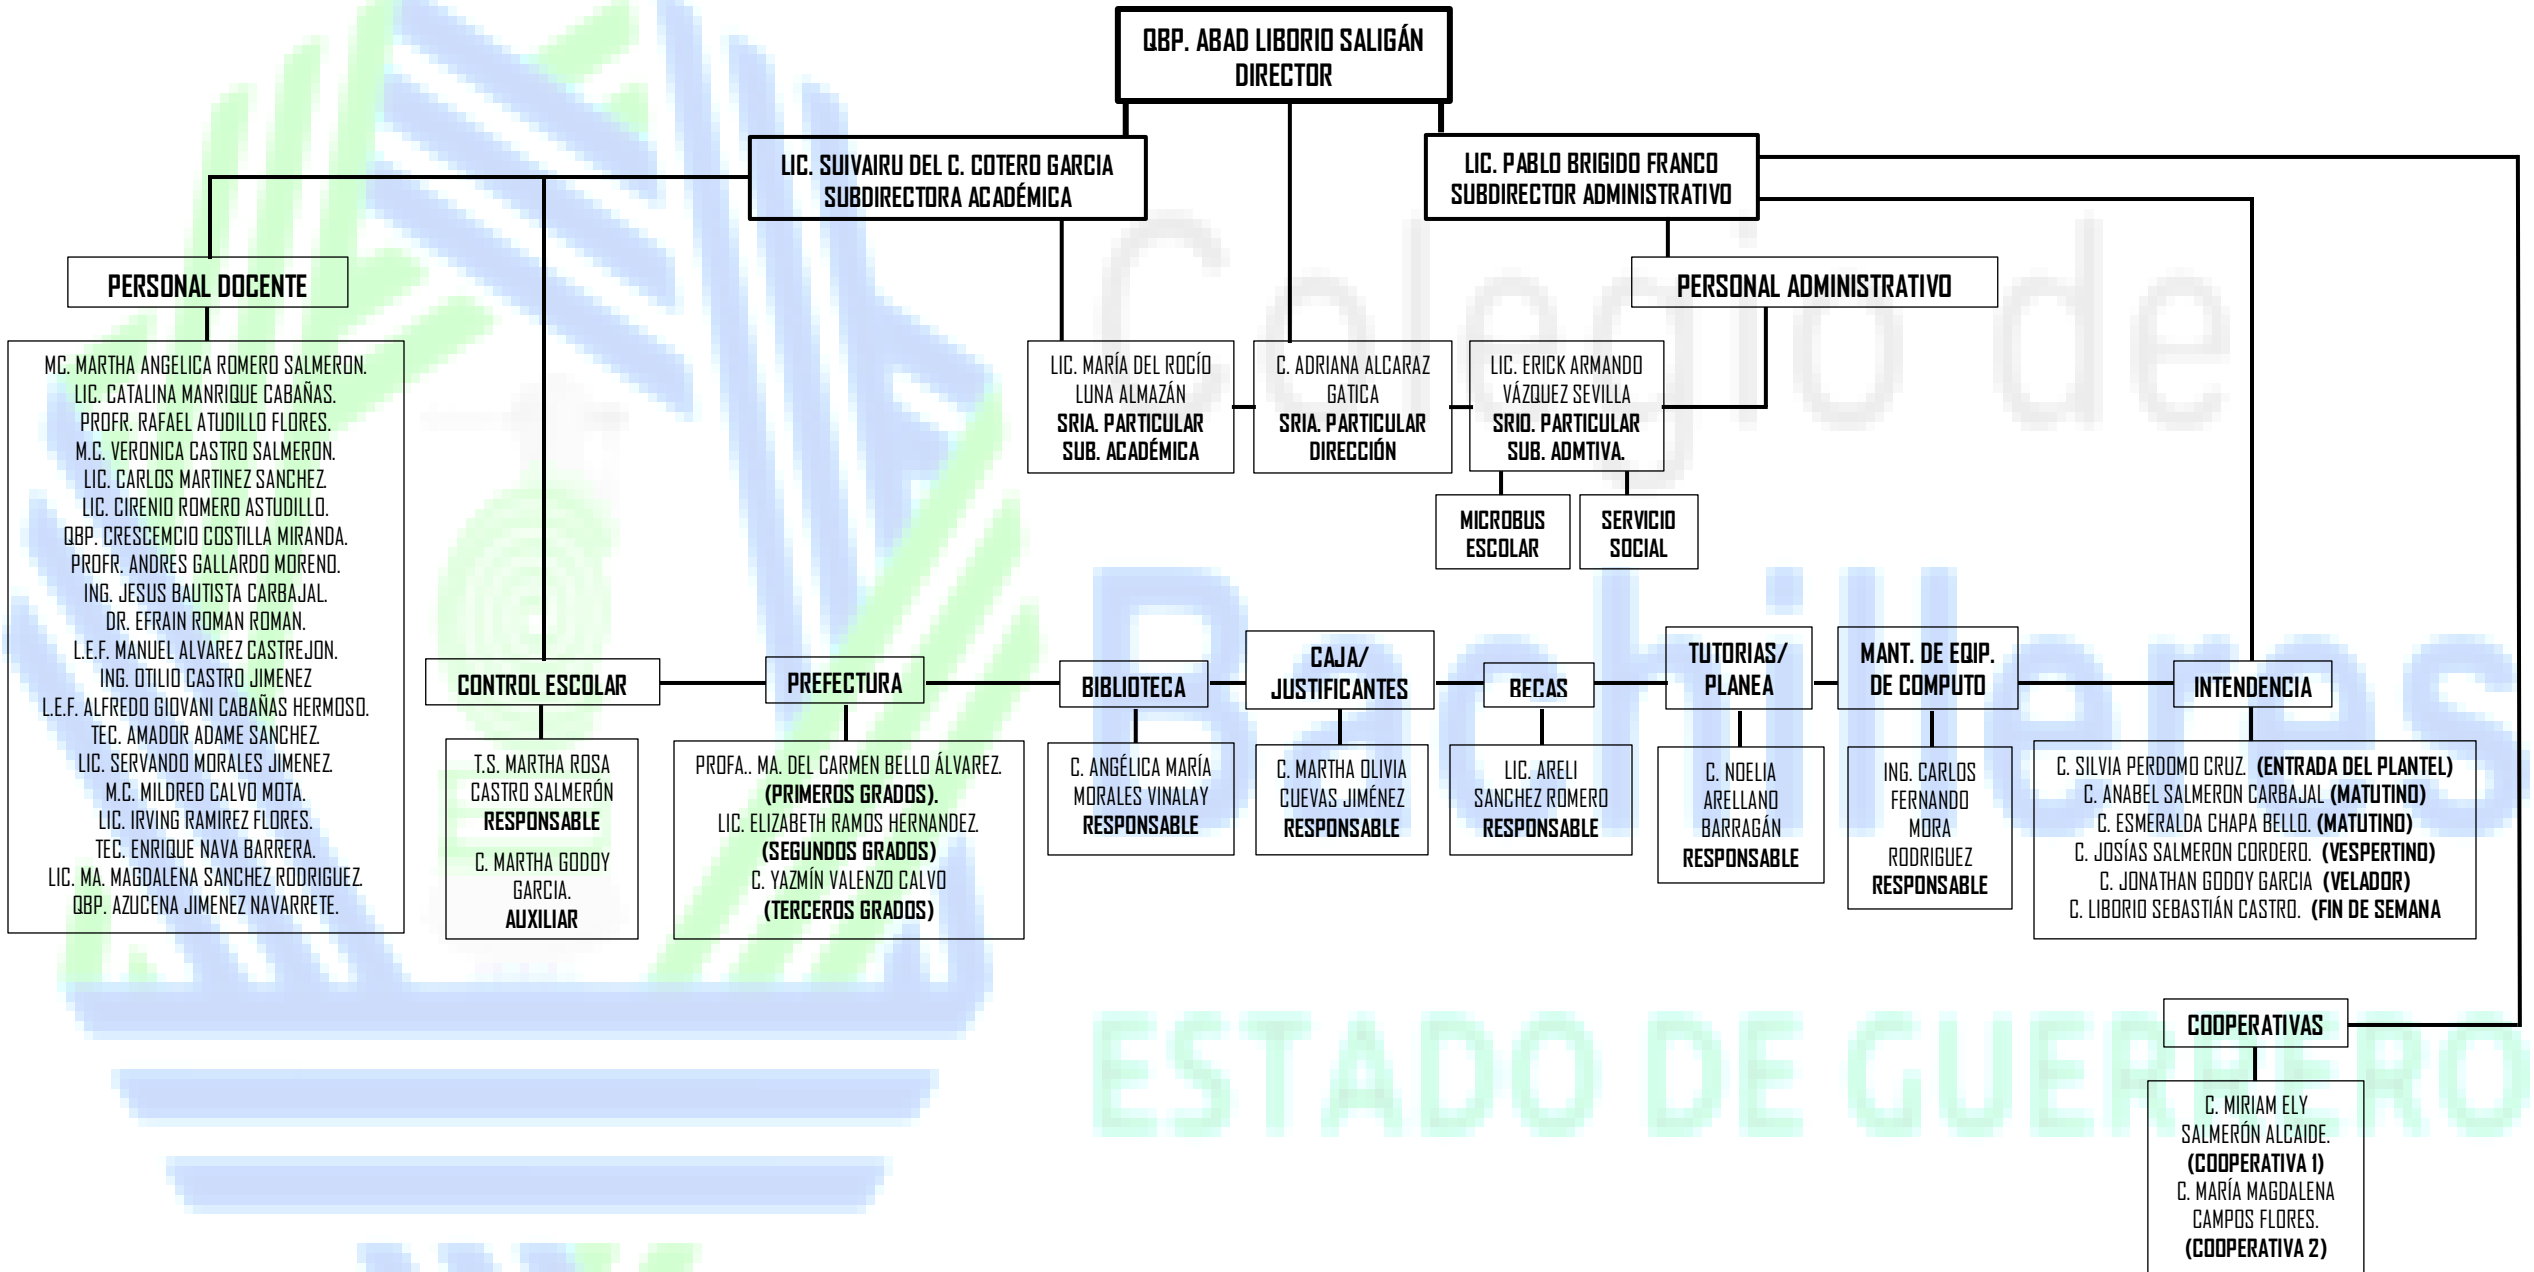 QBP. ABAD LIBORIO SALIGÁN
DIRECTOR
LIC. SUIVAIRU DEL C. COTERO GARCIA
SUBDIRECTORA ACADÉMICA
LIC. PABLO BRIGIDO FRANCO
SUBDIRECTOR ADMINISTRATIVO
PERSONAL DOCENTE
PERSONAL ADMINISTRATIVO
MC. MARTHA ANGELICA ROMERO SALMERON.
LIC. CATALINA MANRIQUE CABAÑAS.
PROFR. RAFAEL ATUDILLO FLORES.
M.C. VERONICA CASTRO SALMERON.
LIC. CARLOS MARTINEZ SANCHEZ.
LIC. CIRENIO ROMERO ASTUDILLO.
QBP. CRESCEMCIO COSTILLA MIRANDA.
PROFR. ANDRES GALLARDO MORENO.
ING. JESUS BAUTISTA CARBAJAL.
DR. EFRAIN ROMAN ROMAN.
L.E.F. MANUEL ALVAREZ CASTREJON.
ING. OTILIO CASTRO JIMENEZ
L.E.F. ALFREDO GIOVANI CABAÑAS HERMOSO.
TEC. AMADOR ADAME SANCHEZ.
LIC. SERVANDO MORALES JIMENEZ.
M.C. MILDRED CALVO MOTA.
LIC. IRVING RAMIREZ FLORES.
TEC. ENRIQUE NAVA BARRERA.
LIC. MA. MAGDALENA SANCHEZ RODRIGUEZ.
QBP. AZUCENA JIMENEZ NAVARRETE.
LIC. MARÍA DEL ROCÍO
LUNA ALMAZÁN
SRIA. PARTICULAR
SUB. ACADÉMICA
C. ADRIANA ALCARAZ
GATICA
SRIA. PARTICULAR
DIRECCIÓN
LIC. ERICK ARMANDO
VÁZQUEZ SEVILLA
SRIO. PARTICULAR
SUB. ADMTIVA.
MICROBUS
ESCOLAR
SERVICIO
SOCIAL
CONTROL ESCOLAR
T.S. MARTHA ROSA
CASTRO SALMERÓN
RESPONSABLE
C. MARTHA GODOY
GARCIA.
AUXILIAR
PREFECTURA
PROFA.. MA. DEL CARMEN BELLO ÁLVAREZ.
(PRIMEROS GRADOS).
LIC. ELIZABETH RAMOS HERNANDEZ.
(SEGUNDOS GRADOS)
C. YAZMÍN VALENZO CALVO
(TERCEROS GRADOS)
BIBLIOTECA
C. ANGÉLICA MARÍA
MORALES VINALAY
RESPONSABLE
CAJA/
JUSTIFICANTES
C. MARTHA OLIVIA
CUEVAS JIMÉNEZ
RESPONSABLE
BECAS
LIC. ARELI
SANCHEZ ROMERO
RESPONSABLE
TUTORIAS/
PLANEA
C. NOELIA
ARELLANO
BARRAGÁN
RESPONSABLE
MANT. DE EQIP.
DE COMPUTO
ING. CARLOS
FERNANDO
MORA
RODRIGUEZ
RESPONSABLE
INTENDENCIA
C. SILVIA PERDOMO CRUZ. (ENTRADA DEL PLANTEL)
C. ANABEL SALMERON CARBAJAL (MATUTINO)
C. ESMERALDA CHAPA BELLO. (MATUTINO)
C. JOSÍAS SALMERON CORDERO. (VESPERTINO)
C. JONATHAN GODOY GARCIA (VELADOR)
C. LIBORIO SEBASTIÁN CASTRO. (FIN DE SEMANA
COOPERATIVAS
C. MIRIAM ELY
SALMERÓN ALCAIDE.
(COOPERATIVA 1)
C. MARÍA MAGDALENA
CAMPOS FLORES.
(COOPERATIVA 2)
Colegio de
Bachilleres
ESTADO DE GUERRERO